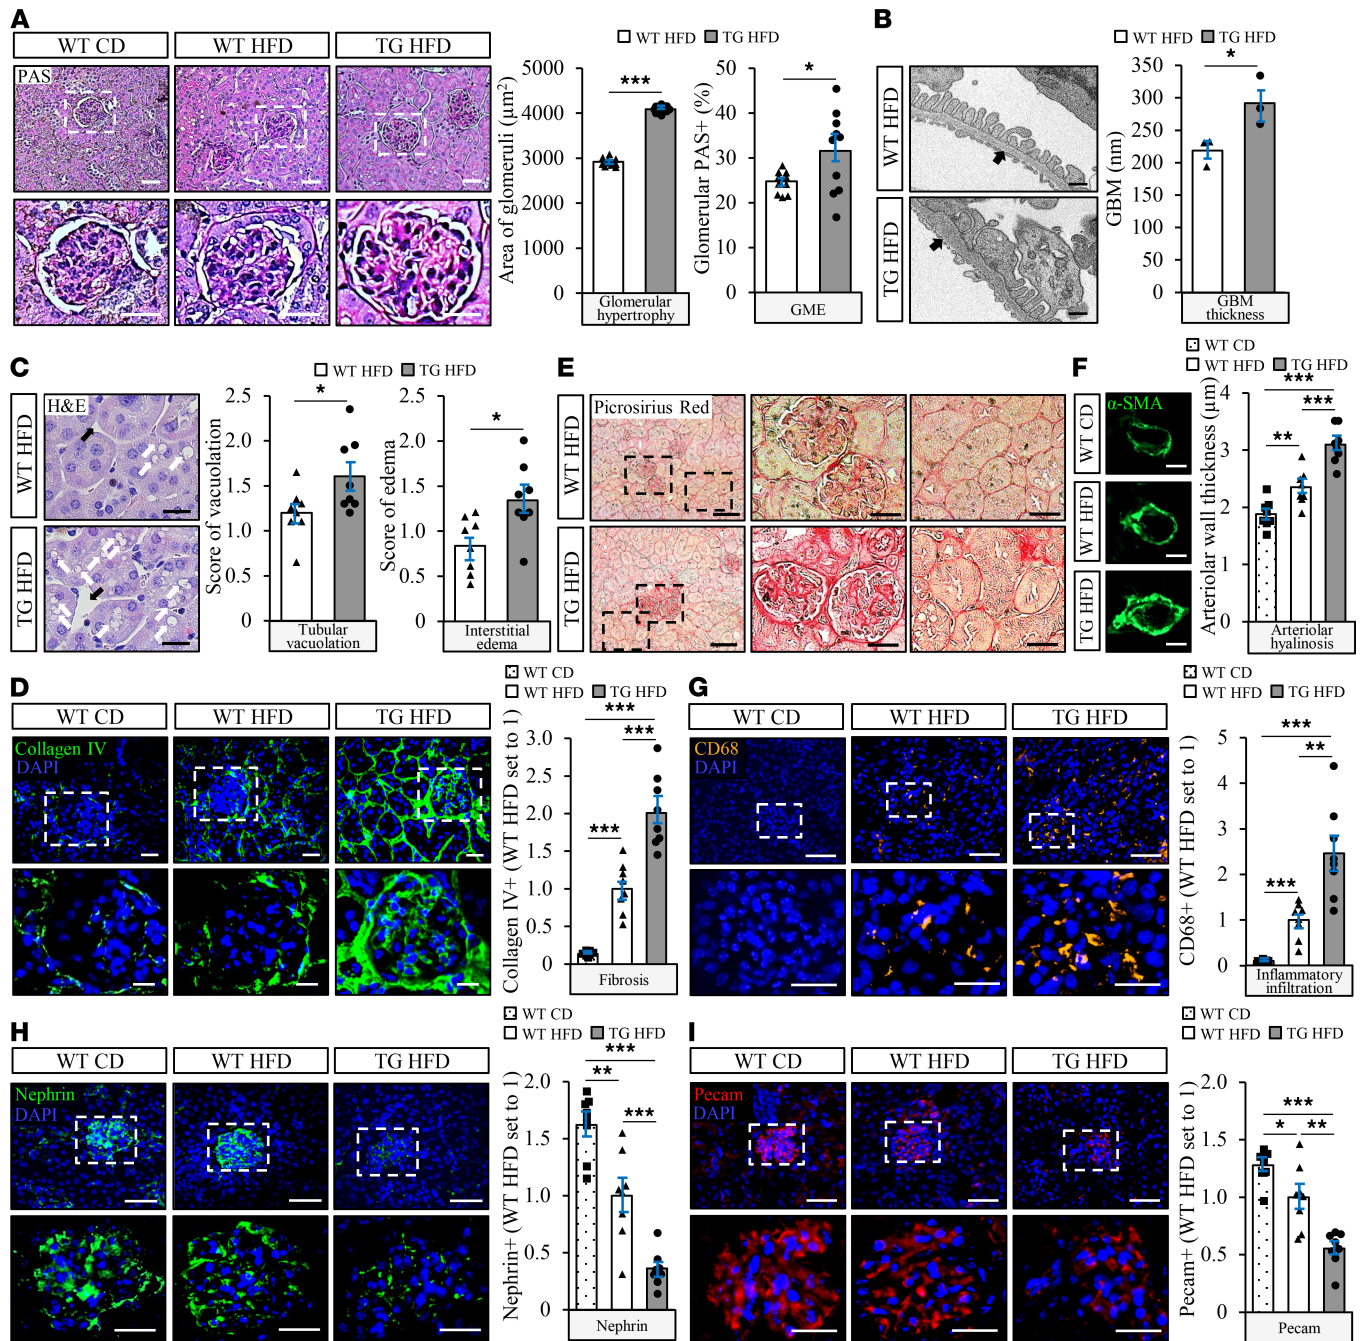 A
WT CD
WT HFD
TG HFD
PAS
WT HFD
TG HFD
Area of glomeruli (μm²)
5000
4000
3000
2000
1000
0
***
Glomerular
hypertrophy
Glomerular PAS+ (%)
50
40
30
20
10
0
*
GME
B
WT HFD
TG HFD
WT HFD
TG HFD
GBM (nm)
350
300
250
200
150
100
50
0
*
GBM
thickness
C
H&E
WT HFD
TG HFD
WT HFD
TG HFD
Score of vacuolation
2.5
2.0
1.5
1.0
0.5
0
*
Tubular
vacuolation
Score of edema
2.5
2.0
1.5
1.0
0.5
0
*
Interstitial
edema
E
Picrosirius Red
WT HFD
TG HFD
F
α-SMA
WT CD
WT HFD
TG HFD
WT CD
WT HFD
TG HFD
Arteriolar wall thickness (μm)
4
3
2
1
0
***
***
**
Arteriolar
hyalinosis
D
WT CD
WT HFD
TG HFD
Collagen IV
DAPI
WT CD
WT HFD
TG HFD
Collagen IV+ (WT HFD set to 1)
3.0
2.5
2.0
1.5
1.0
0.5
0
***
***
***
Fibrosis
G
WT CD
WT HFD
TG HFD
CD68
DAPI
WT CD
WT HFD
TG HFD
CD68+ (WT HFD set to 1)
5
4
3
2
1
0
***
**
***
Inflammatory
infiltration
H
WT CD
WT HFD
TG HFD
Nephrin
DAPI
WT CD
WT HFD
TG HFD
Nephrin+ (WT HFD set to 1)
2.0
1.5
1.0
0.5
0
***
**
***
Nephrin
I
WT CD
WT HFD
TG HFD
Pecam
DAPI
WT CD
WT HFD
TG HFD
Pecam+ (WT HFD set to 1)
2.0
1.5
1.0
0.5
0
***
*
**
Pecam